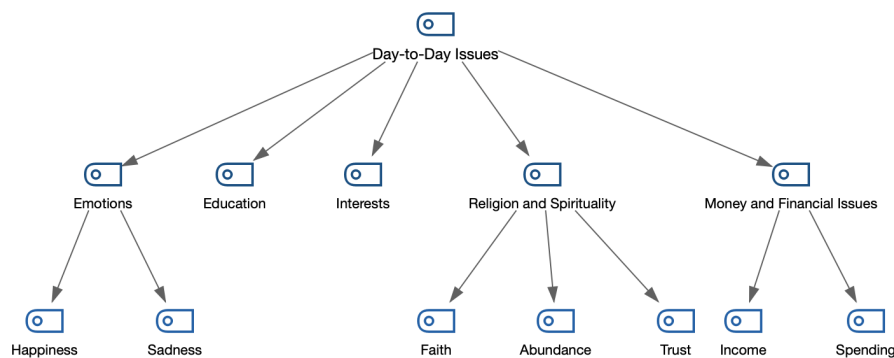 Day-to-Day Issues
Emotions
Education
Interests
Religion and Spirituality
Money and Financial Issues
Happiness
Sadness
Faith
Abundance
Trust
Income
Spending